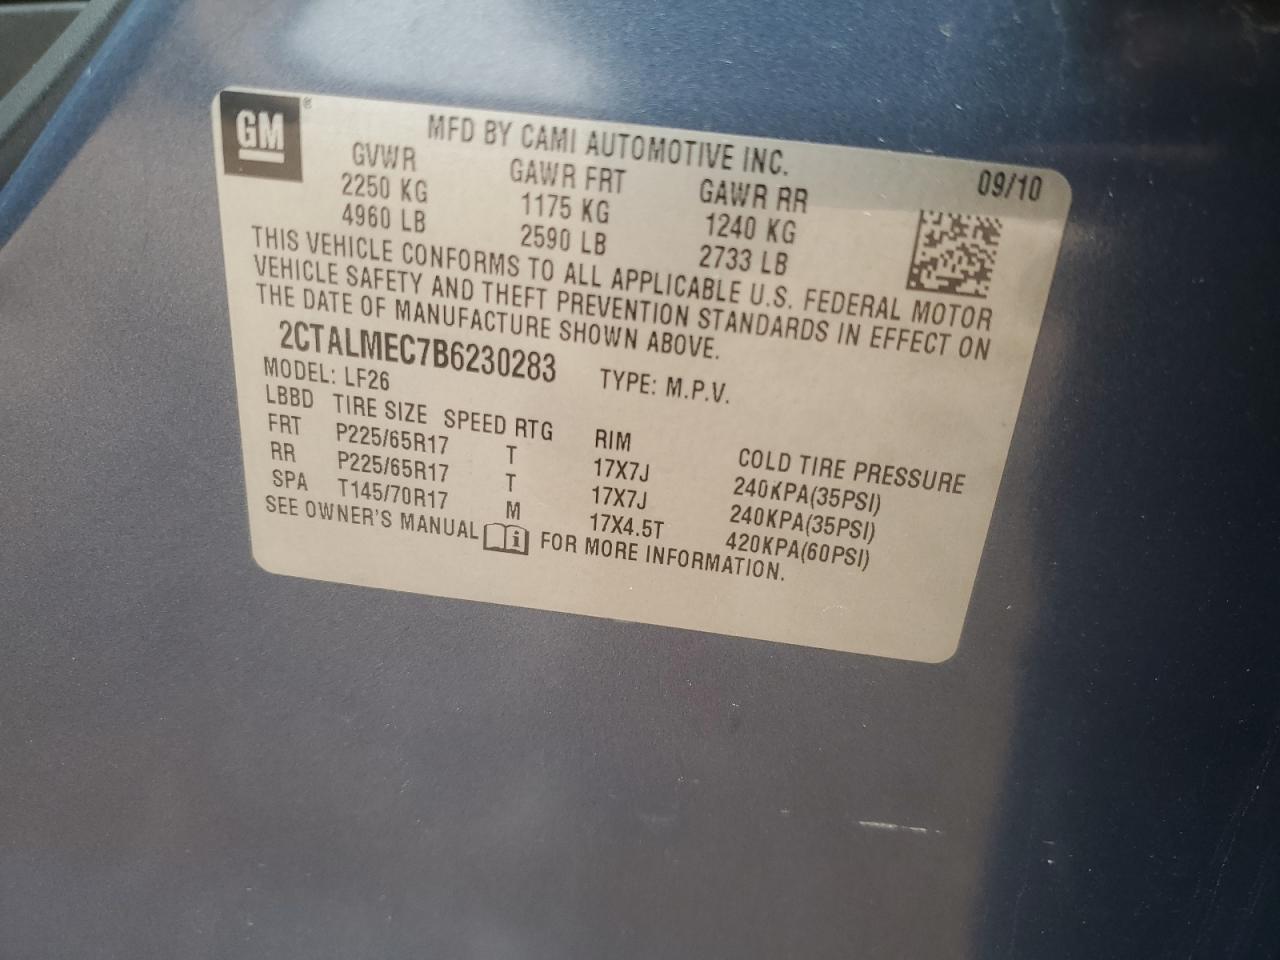 GM®
MFD BY CAMI AUTOMOTIVE INC.
09/10
GVWR GAWR FRT GAWR RR
2250 KG 1175 KG 1240 KG
4960 LB 2590 LB 2733 LB
THIS VEHICLE CONFORMS TO ALL APPLICABLE U.S. FEDERAL MOTOR
VEHICLE SAFETY AND THEFT PREVENTION STANDARDS IN EFFECT ON
THE DATE OF MANUFACTURE SHOWN ABOVE.
2CTALMEC7B6230283 TYPE: M.P.V.
MODEL: LF26
LBBD TIRE SIZE SPEED RTG RIM COLD TIRE PRESSURE
FRT P225/65R17 T 17X7J 240KPA(35PSI)
RR P225/65R17 T 17X7J 240KPA(35PSI)
SPA T145/70R17 M 17X4.5T 420KPA(60PSI)
SEE OWNER'S MANUAL i FOR MORE INFORMATION.